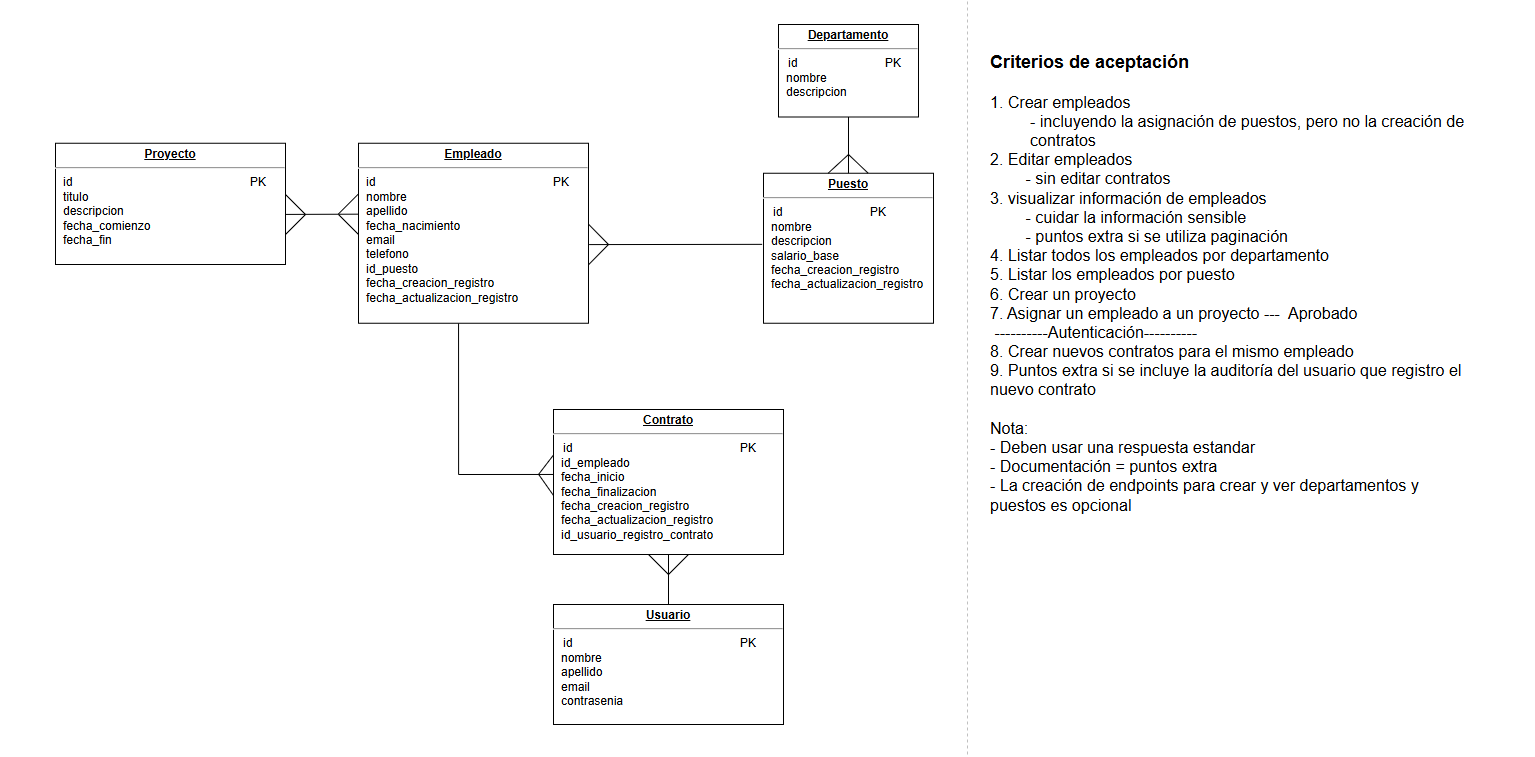 Departamento
id PK
nombre
descripcion
Proyecto
id PK
titulo
descripcion
fecha_comienzo
fecha_fin
Empleado
id PK
nombre
apellido
fecha_nacimiento
email
telefono
id_puesto
fecha_creacion_registro
fecha_actualizacion_registro
Puesto
id PK
nombre
descripcion
salario_base
fecha_creacion_registro
fecha_actualizacion_registro
Contrato
id PK
id_empleado
fecha_inicio
fecha_finalizacion
fecha_creacion_registro
fecha_actualizacion_registro
id_usuario_registro_contrato
Usuario
id PK
nombre
apellido
email
contrasenia
Criterios de aceptación
1. Crear empleados
- incluyendo la asignación de puestos, pero no la creación de
contratos
2. Editar empleados
- sin editar contratos
3. visualizar información de empleados
- cuidar la información sensible
- puntos extra si se utiliza paginación
4. Listar todos los empleados por departamento
5. Listar los empleados por puesto
6. Crear un proyecto
7. Asignar un empleado a un proyecto --- Aprobado
----------Autenticación----------
8. Crear nuevos contratos para el mismo empleado
9. Puntos extra si se incluye la auditoría del usuario que registro el
nuevo contrato
Nota:
- Deben usar una respuesta estandar
- Documentación = puntos extra
- La creación de endpoints para crear y ver departamentos y
puestos es opcional